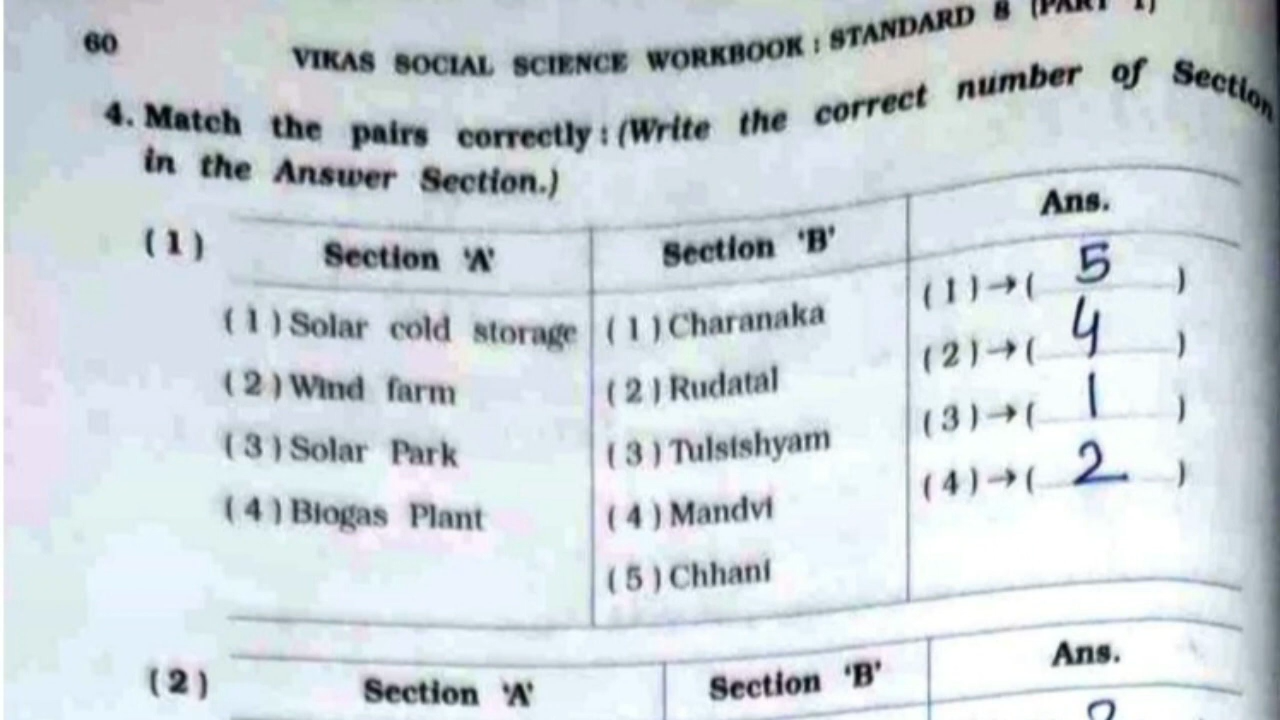 60
VIKAS SOCIAL SCIENCE WORKBOOK : STANDARD 8 (PART 1)
4. Match the pairs correctly : (Write the correct number of Section
in the Answer Section.)
(1)
Section 'A' Section 'B' Ans.
(1) Solar cold storage (1) Charanaka (1)→( 5 )
(2) Wind farm (2) Rudatal (2)→( 4 )
(3) Solar Park (3) Tulsishyam (3)→( 1 )
(4) Biogas Plant (4) Mandvi (4)→( 2 )
(5) Chhani
(2) Section 'A' Section 'B' Ans.